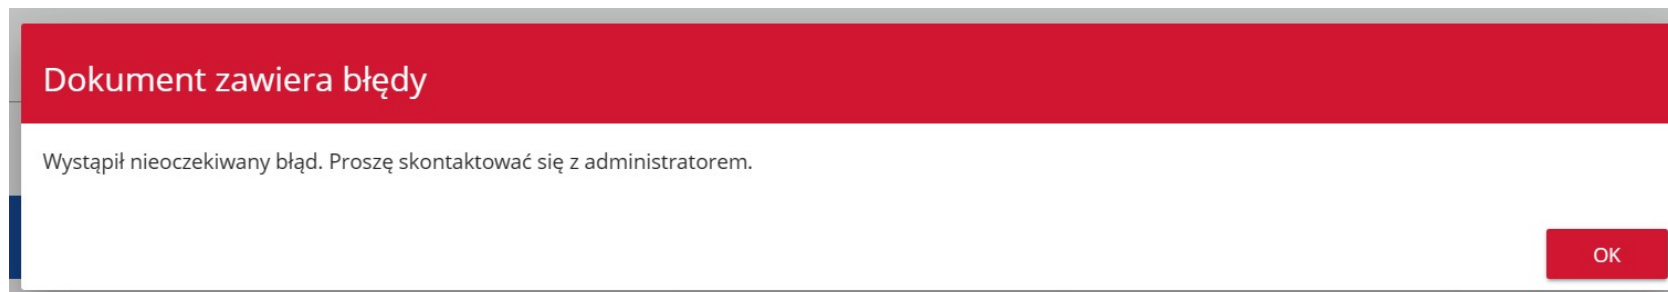 Dokument zawiera błędy
Wystąpił nieoczekiwany błąd. Proszę skontaktować się z administratorem.
OK